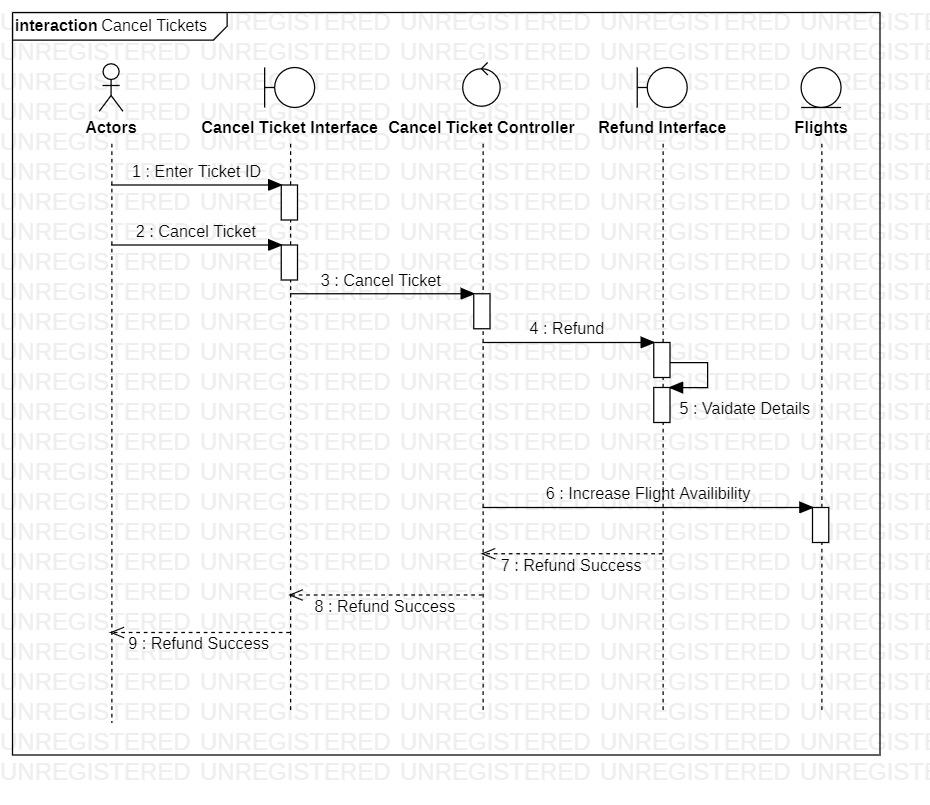 interaction Cancel Tickets
Actors
Cancel Ticket Interface
Cancel Ticket Controller
Refund Interface
Flights
1 : Enter Ticket ID
2 : Cancel Ticket
3 : Cancel Ticket
4 : Refund
5 : Vaidate Details
6 : Increase Flight Availibility
7 : Refund Success
8 : Refund Success
9 : Refund Success
UNREGISTERED